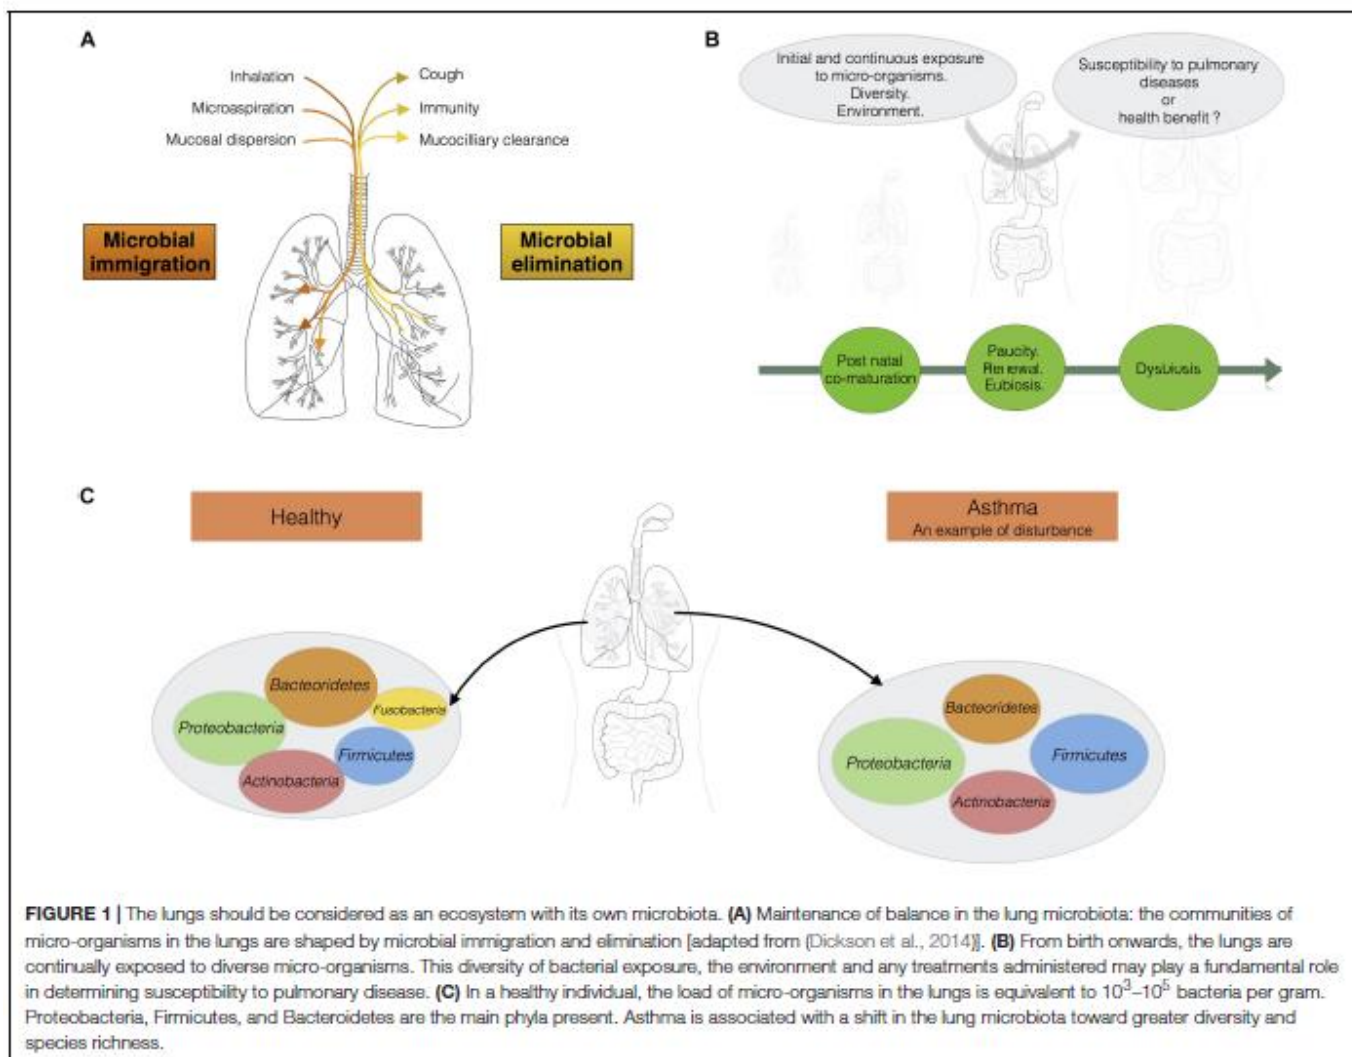 A
Inhalation
Microaspiration
Mucosal dispersion
Cough
Immunity
Mucocilliary clearance
Microbial
immigration
Microbial
elimination
B
Initial and continuous exposure
to micro-organisms.
Diversity.
Environment.
Susceptibility to pulmonary
diseases
or
health benefit ?
Post natal
co-maturation
Paucity.
Renewal.
Eubiosis.
Dysbiosis
C
Healthy
Asthma
An example of disturbance
Bacteoridetes
Fusobacteria
Proteobacteria
Firmicutes
Actinobacteria
Bacteoridetes
Proteobacteria
Firmicutes
Actinobacteria
FIGURE 1 | The lungs should be considered as an ecosystem with its own microbiota. (A) Maintenance of balance in the lung microbiota: the communities of
micro-organisms in the lungs are shaped by microbial immigration and elimination [adapted from (Dickson et al., 2014)]. (B) From birth onwards, the lungs are
continually exposed to diverse micro-organisms. This diversity of bacterial exposure, the environment and any treatments administered may play a fundamental role
in determining susceptibility to pulmonary disease. (C) In a healthy individual, the load of micro-organisms in the lungs is equivalent to 10³–10⁵ bacteria per gram.
Proteobacteria, Firmicutes, and Bacteroidetes are the main phyla present. Asthma is associated with a shift in the lung microbiota toward greater diversity and
species richness.